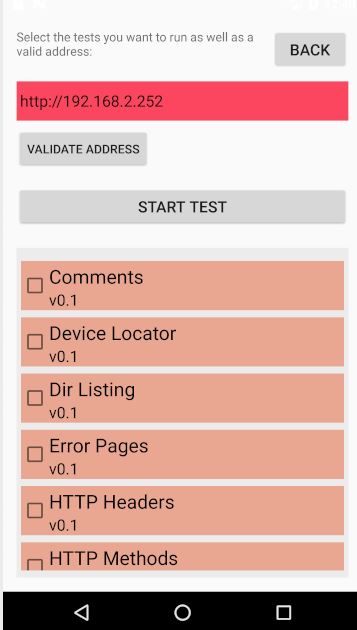 Select the tests you want to run as well as a
valid address:
BACK
http://192.168.2.252
VALIDATE ADDRESS
START TEST
Comments
v0.1
Device Locator
v0.1
Dir Listing
v0.1
Error Pages
v0.1
HTTP Headers
v0.1
HTTP Methods